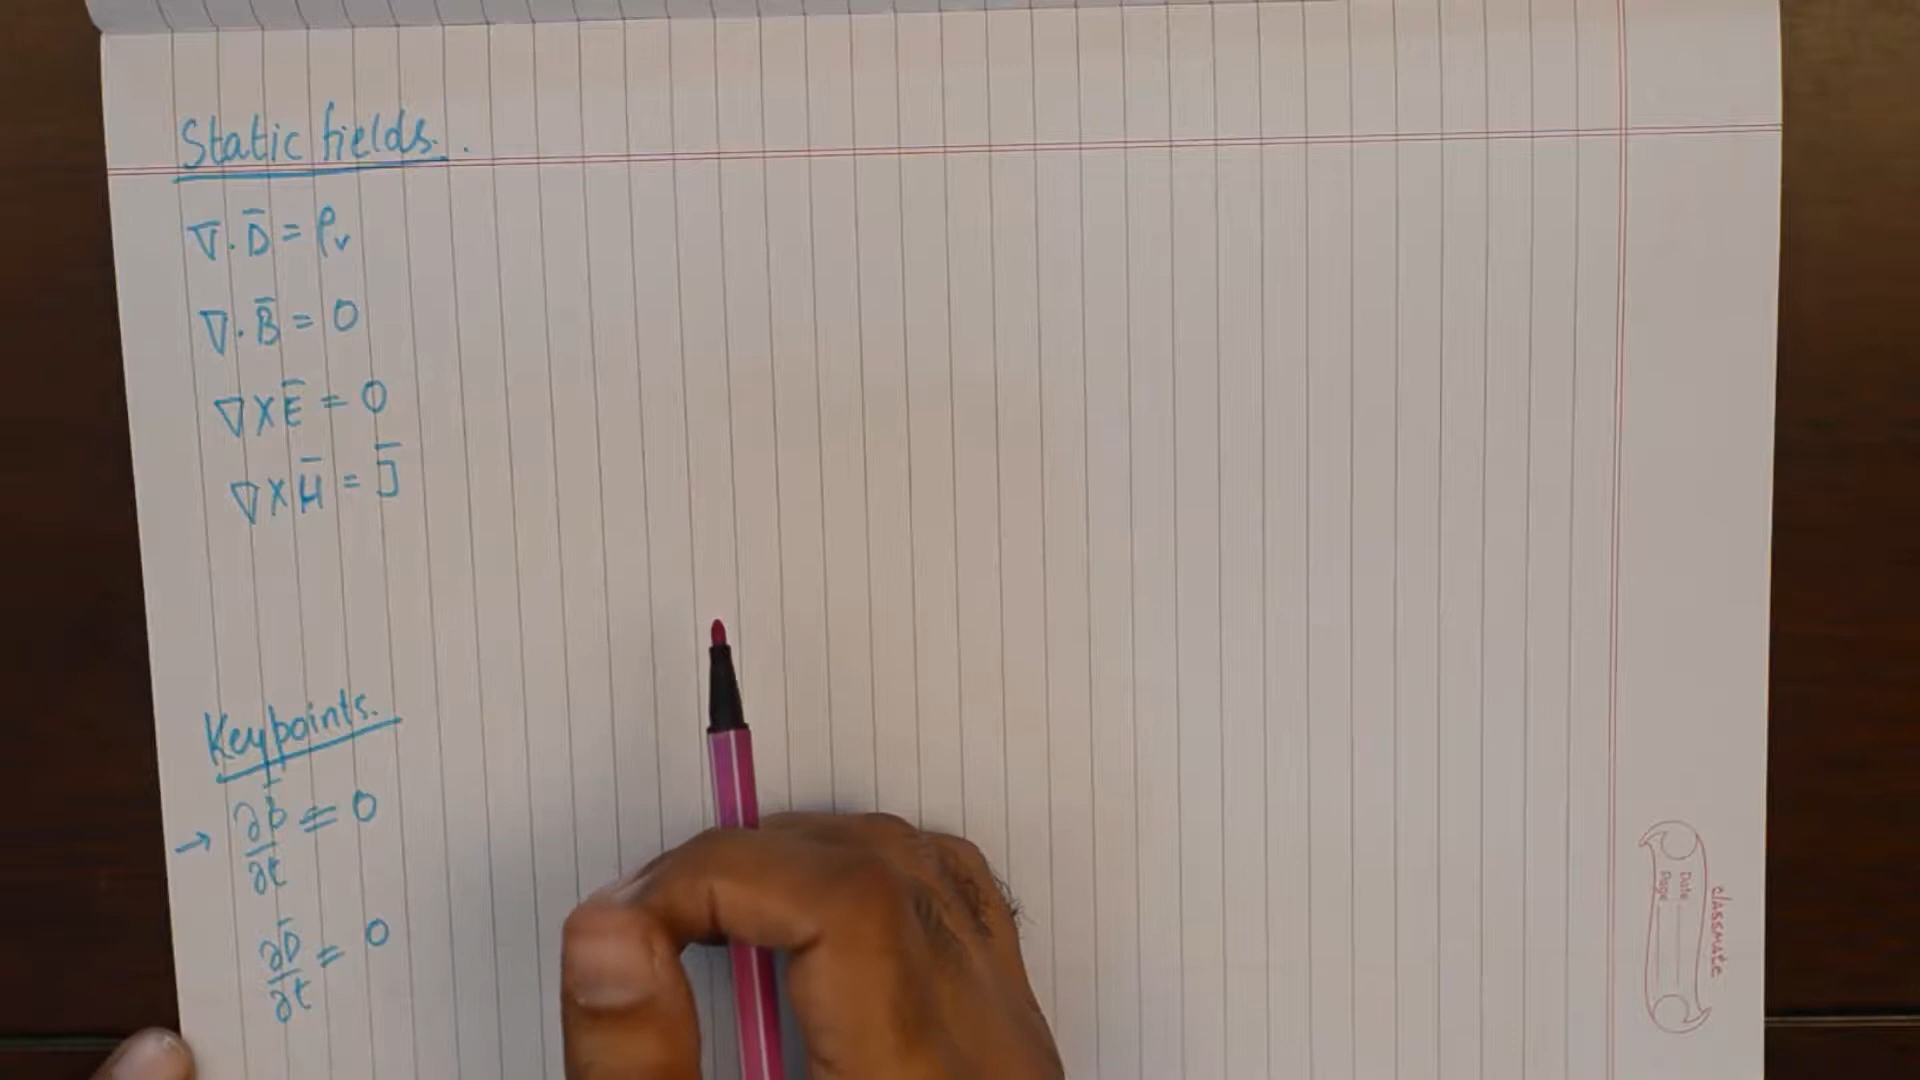 Static fields.
∇.D̅ = ρv
∇.B̅ = 0
∇×E̅ = 0
∇×H̅ = J̅
Keypoints.
→ ∂b̅/∂t = 0
∂D̅/∂t = 0
classmate
Date
Page